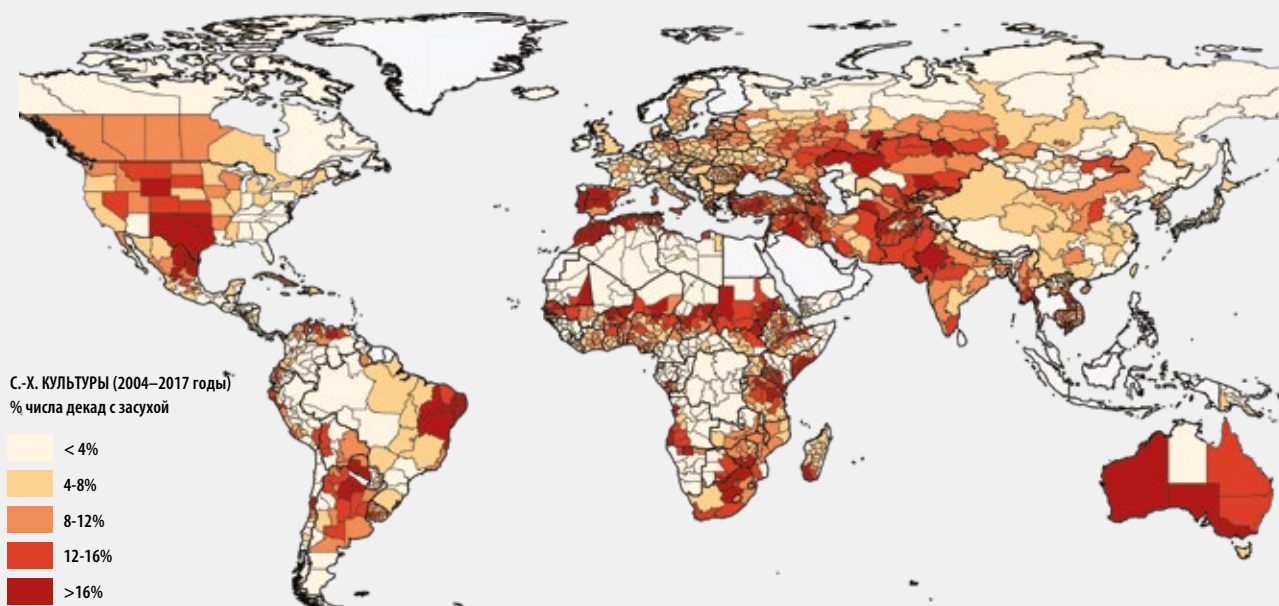 С.-Х. КУЛЬТУРЫ (2004–2017 годы)
% числа декад с засухой
< 4%
4-8%
8-12%
12-16%
>16%